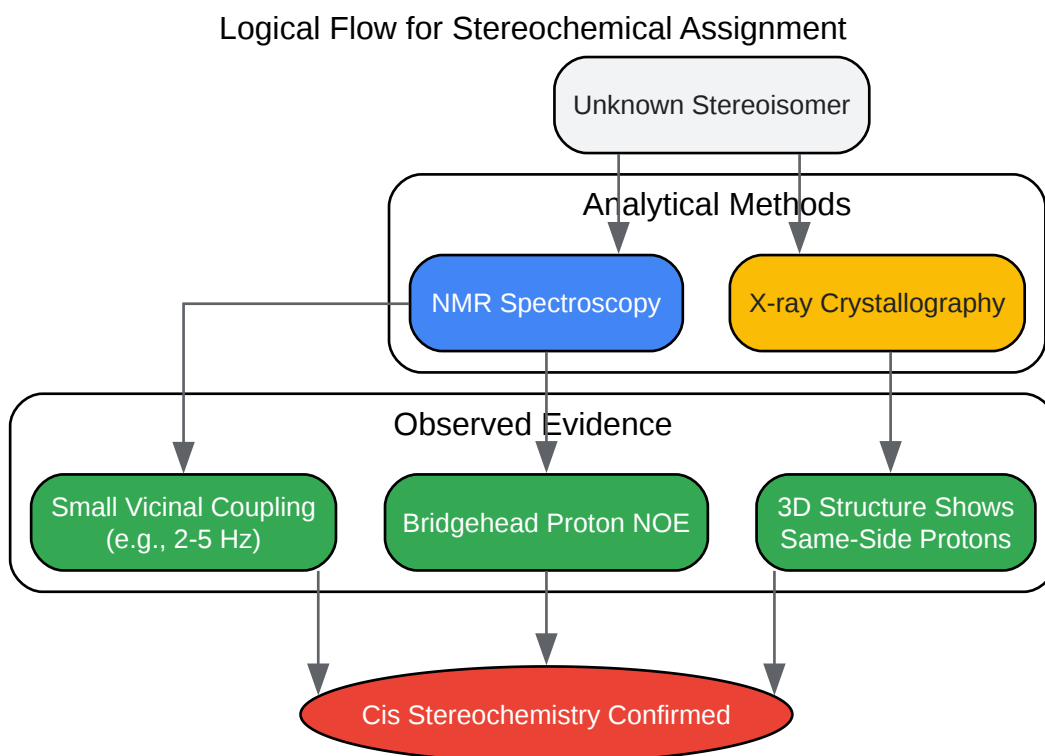 Logical Flow for Stereochemical Assignment
Unknown Stereoisomer
Analytical Methods
NMR Spectroscopy
X-ray Crystallography
Observed Evidence
Small Vicinal Coupling
(e.g., 2-5 Hz)
Bridgehead Proton NOE
3D Structure Shows
Same-Side Protons
Cis Stereochemistry Confirmed